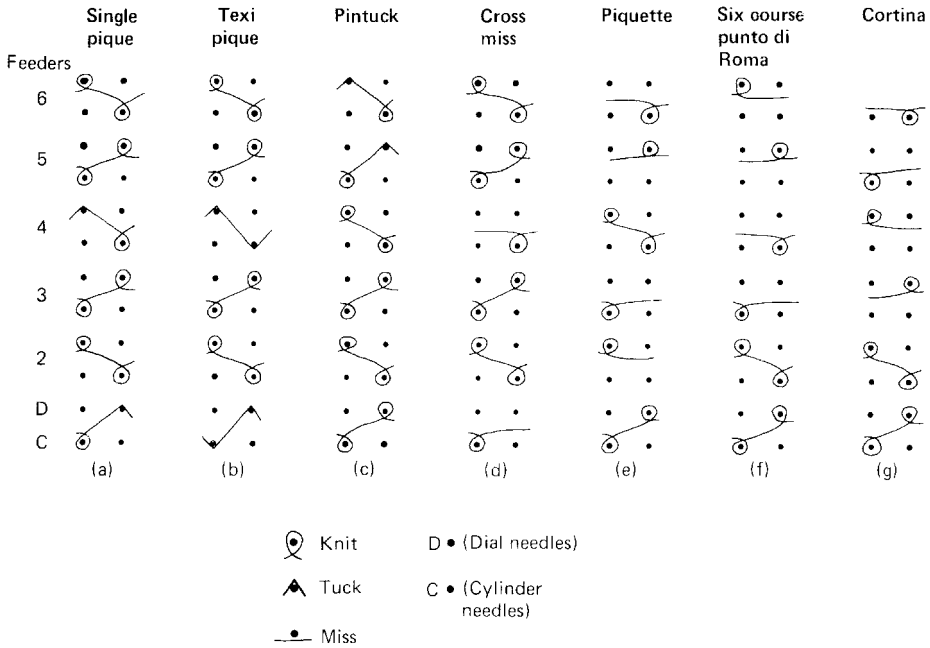 Single
pique
Texi
pique
Pintuck
Cross
miss
Piquette
Six course
punto di
Roma
Cortina
Feeders
6
5
4
3
2
D
C
(a)
(b)
(c)
(d)
(e)
(f)
(g)
Knit
D • (Dial needles)
Tuck
C • (Cylinder
needles)
Miss